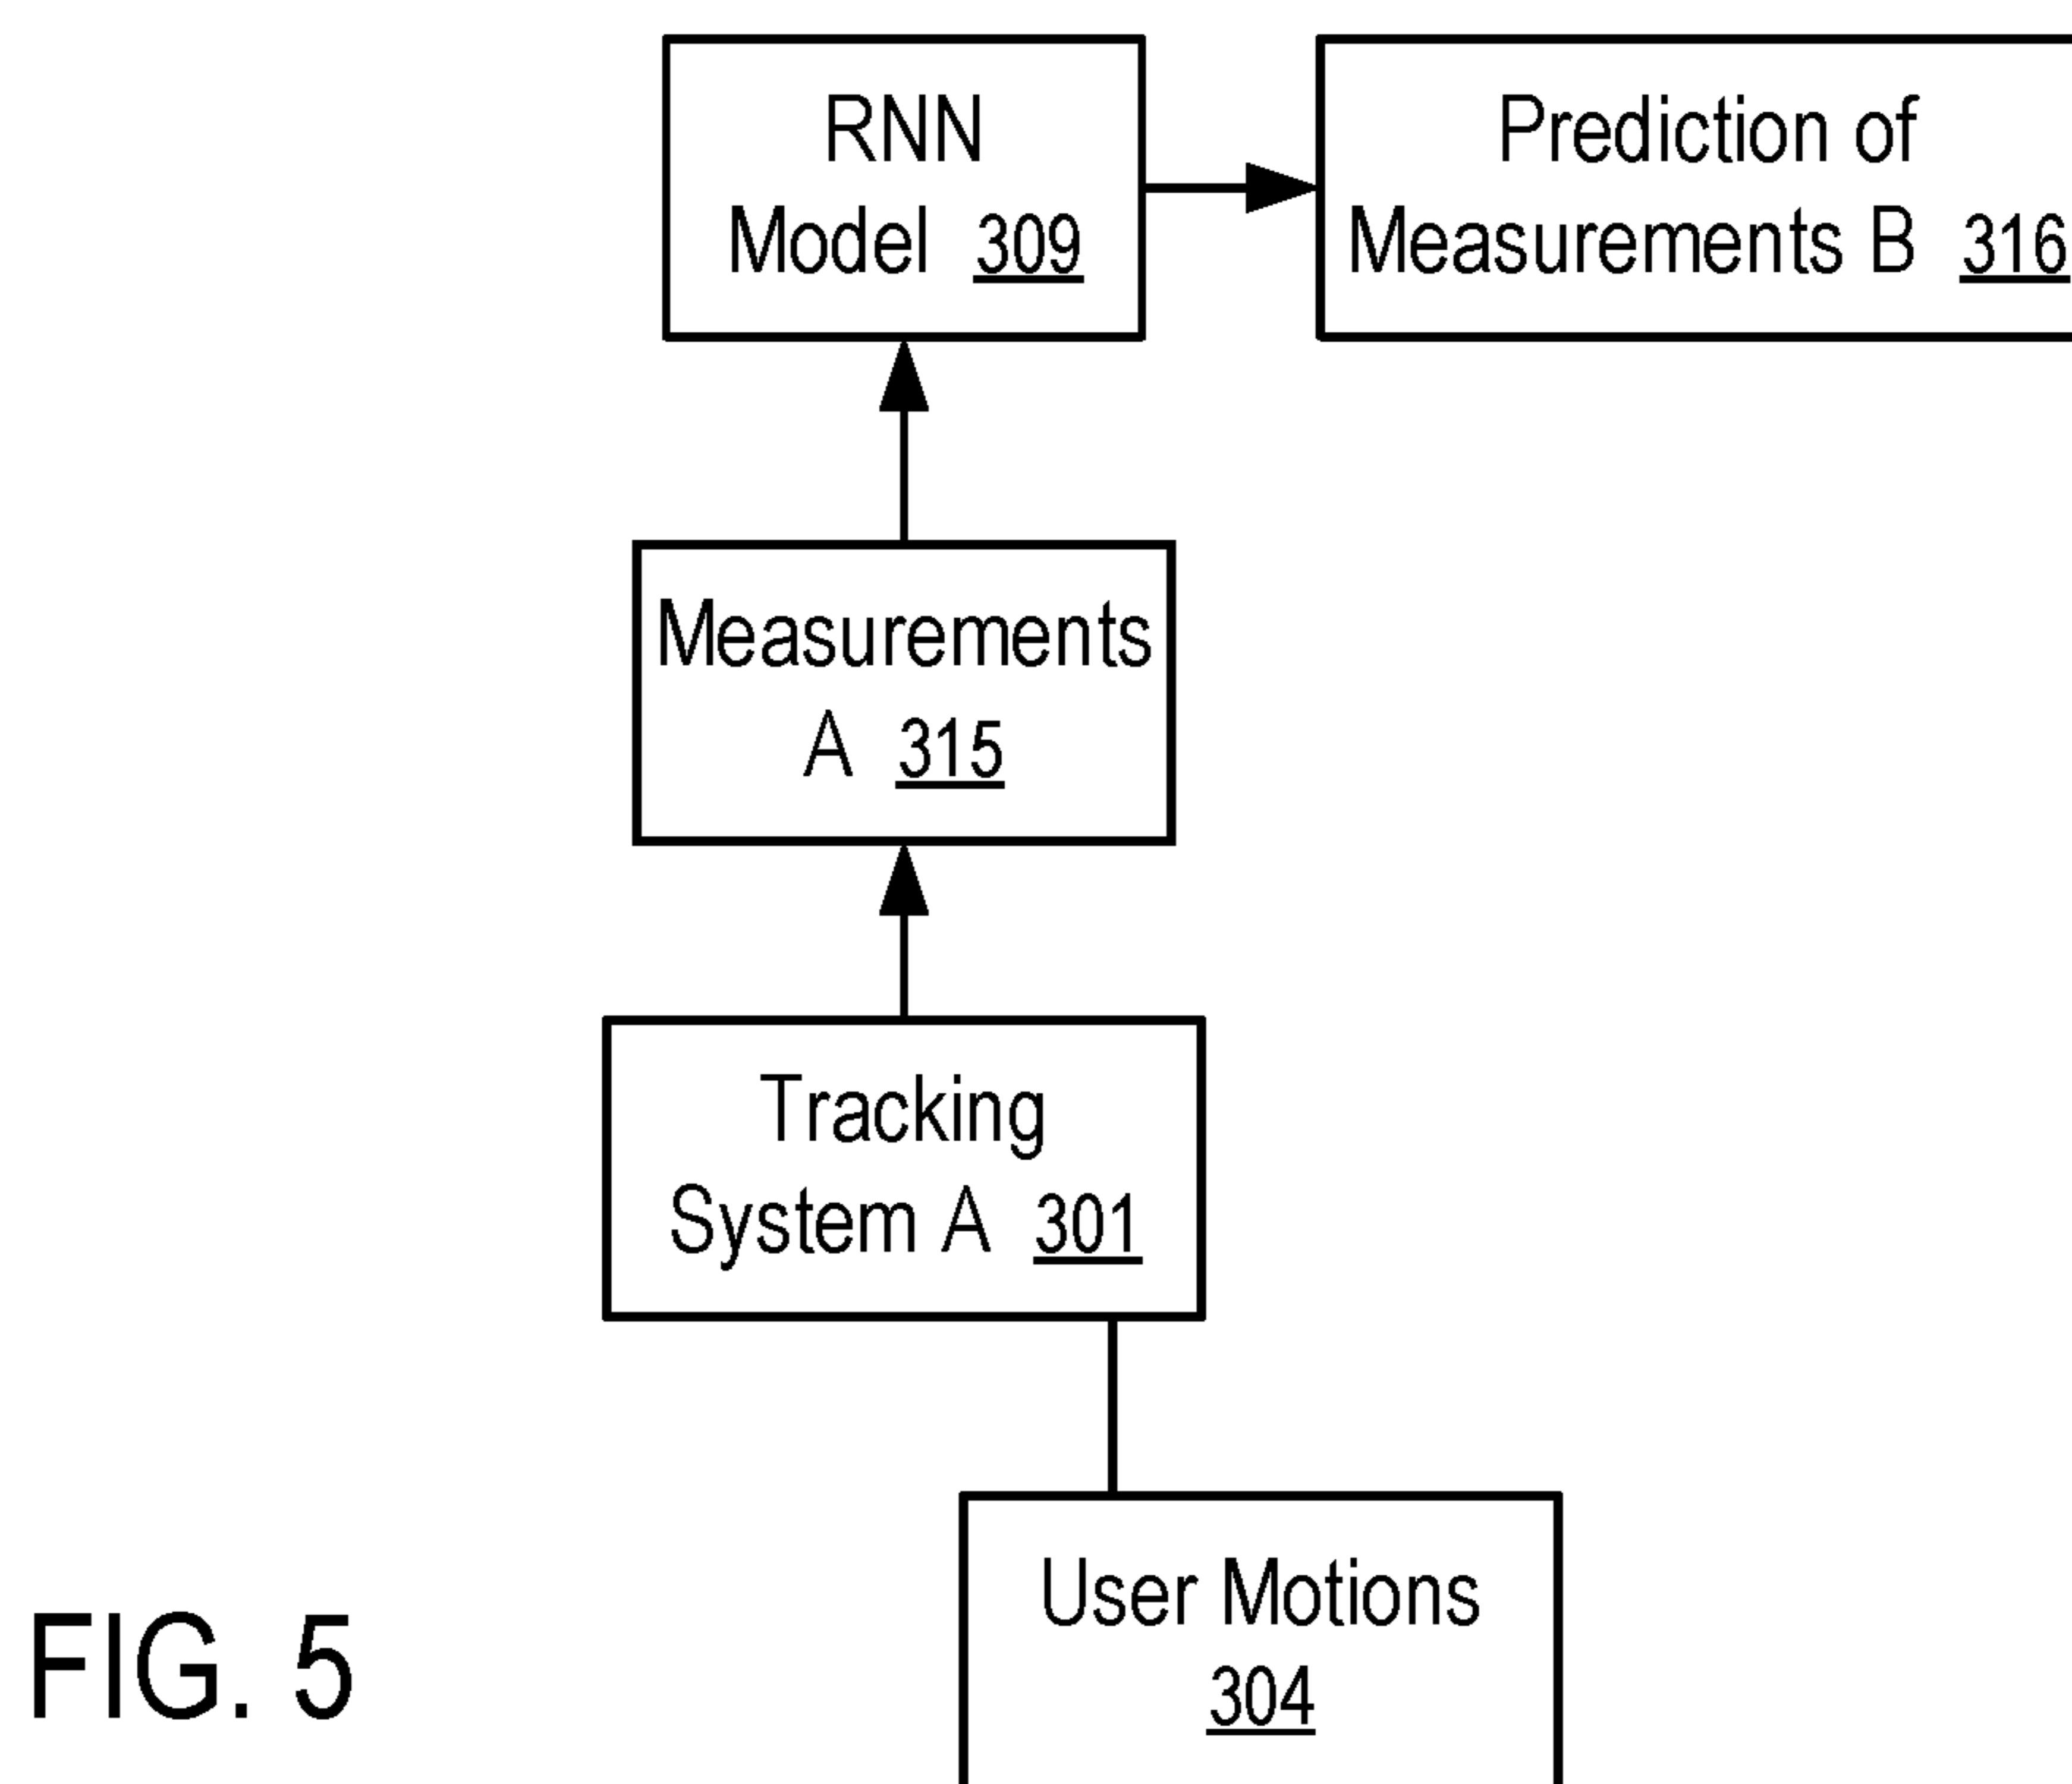 RNN
Model 309
Prediction of
Measurements B 316
Measurements
A 315
Tracking
System A 301
User Motions
304
FIG. 5